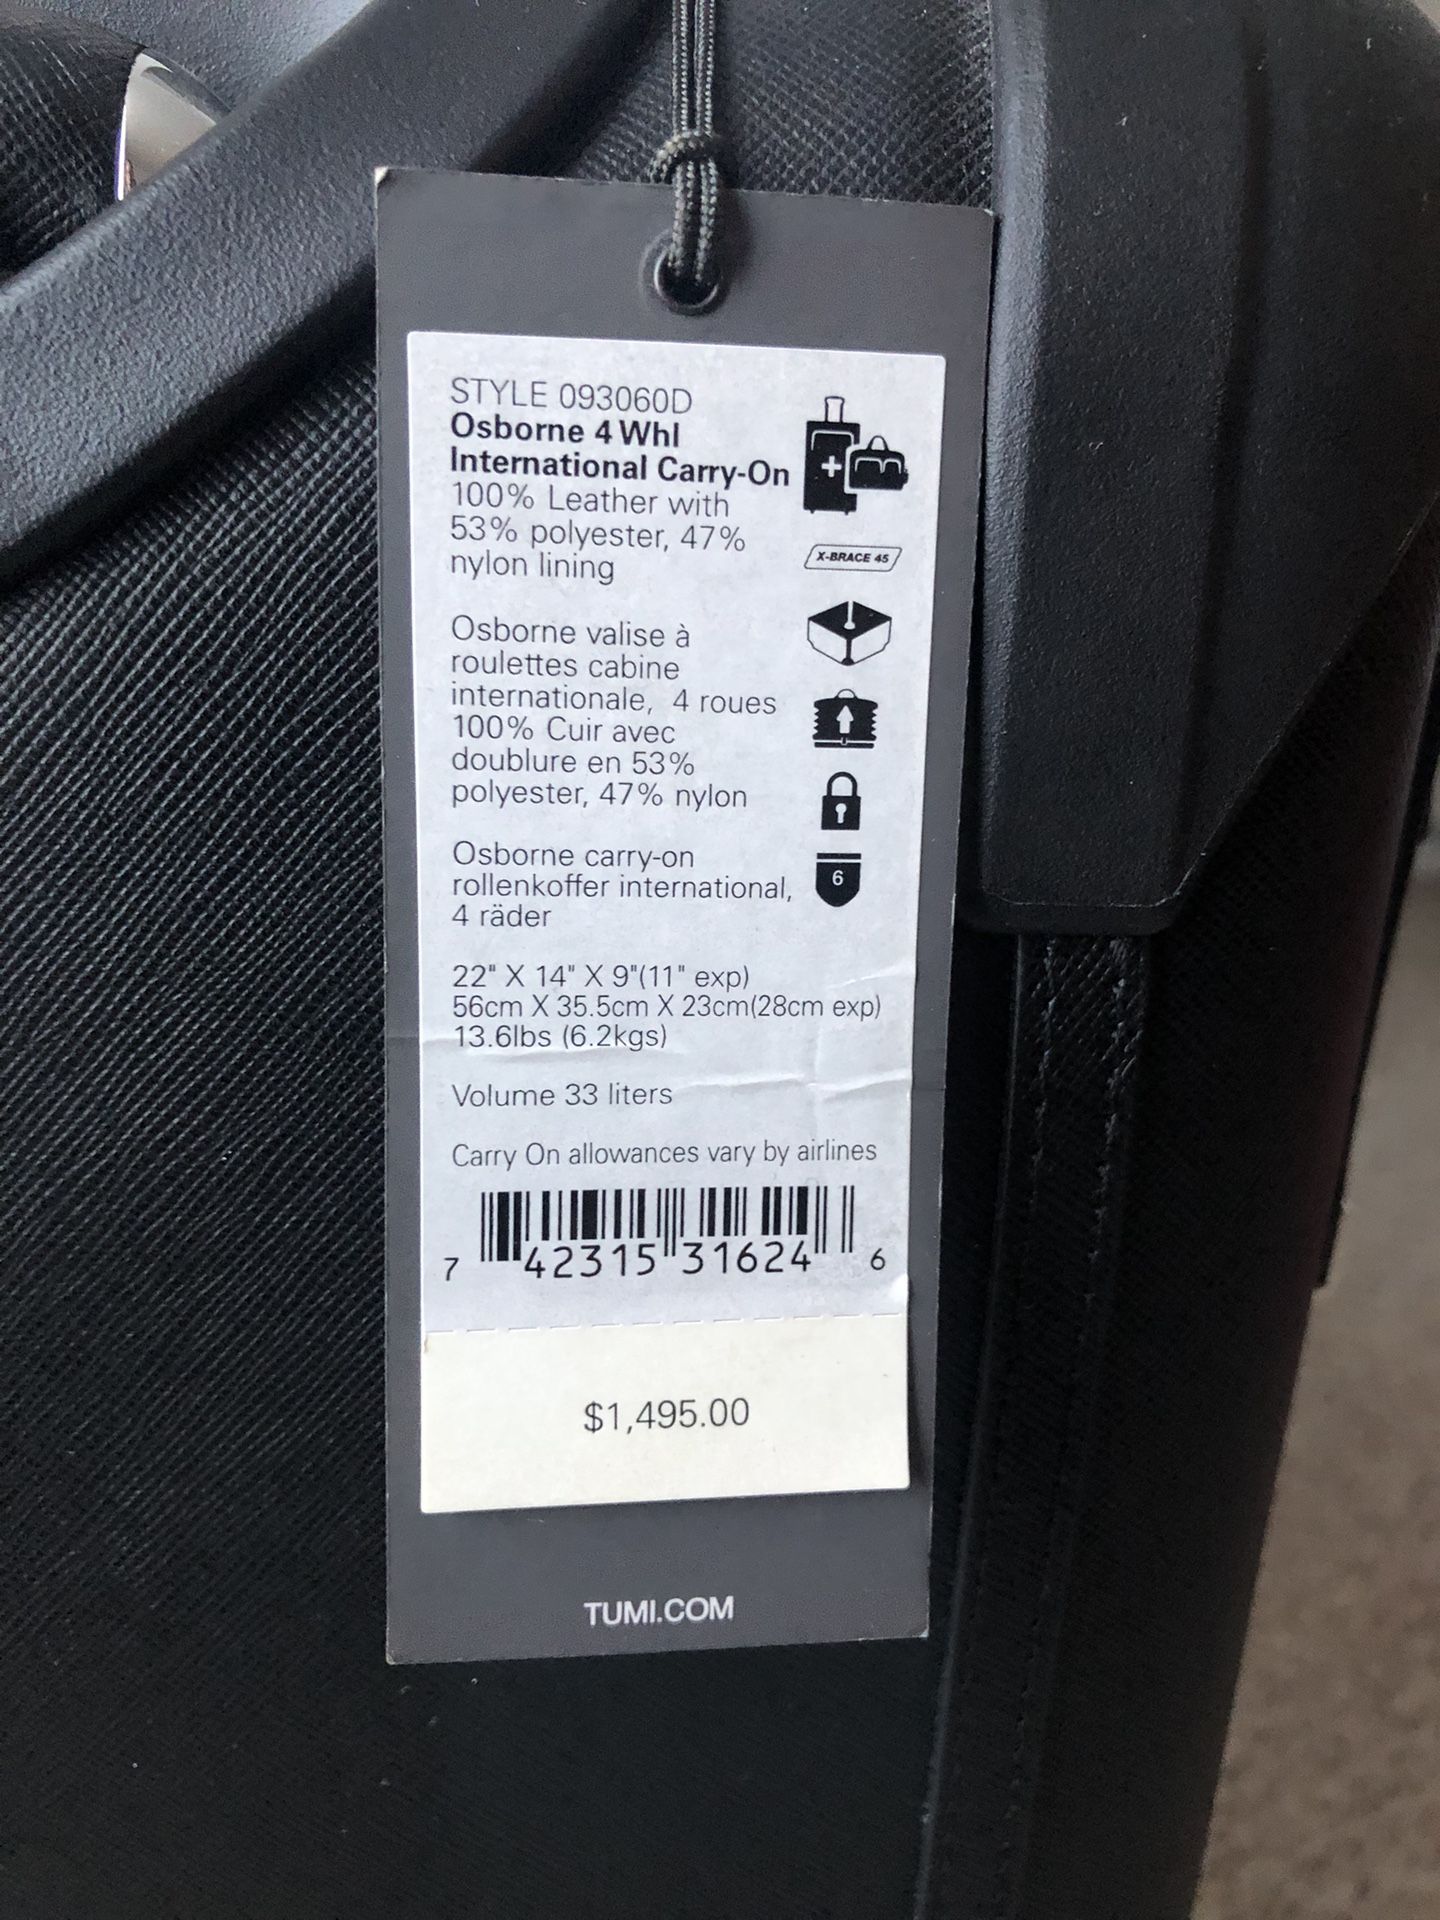 STYLE 093060D
Osborne 4 Whl
International Carry-On
100% Leather with
53% polyester, 47%
nylon lining
X-BRACE 45
Osborne valise à
roulettes cabine
internationale, 4 roues
100% Cuir avec
doublure en 53%
polyester, 47% nylon
Osborne carry-on
rollenkoffer international,
4 räder
6
22" X 14" X 9"(11" exp)
56cm X 35.5cm X 23cm(28cm exp)
13.6lbs (6.2kgs)
Volume 33 liters
Carry On allowances vary by airlines
7 42315 31624 6
$1,495.00
TUMI.COM